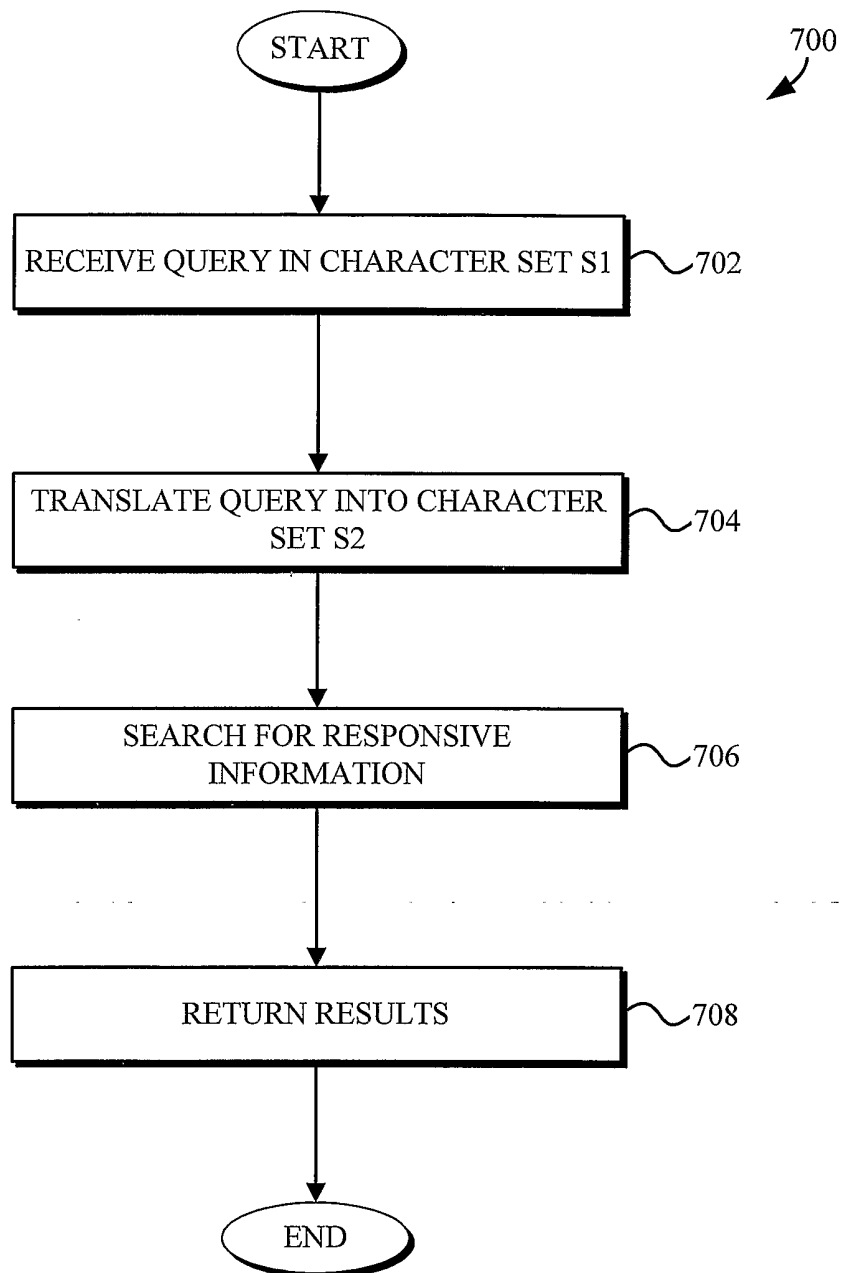 START
700
RECEIVE QUERY IN CHARACTER SET S1
702
TRANSLATE QUERY INTO CHARACTER
SET S2
704
SEARCH FOR RESPONSIVE
INFORMATION
706
RETURN RESULTS
708
END